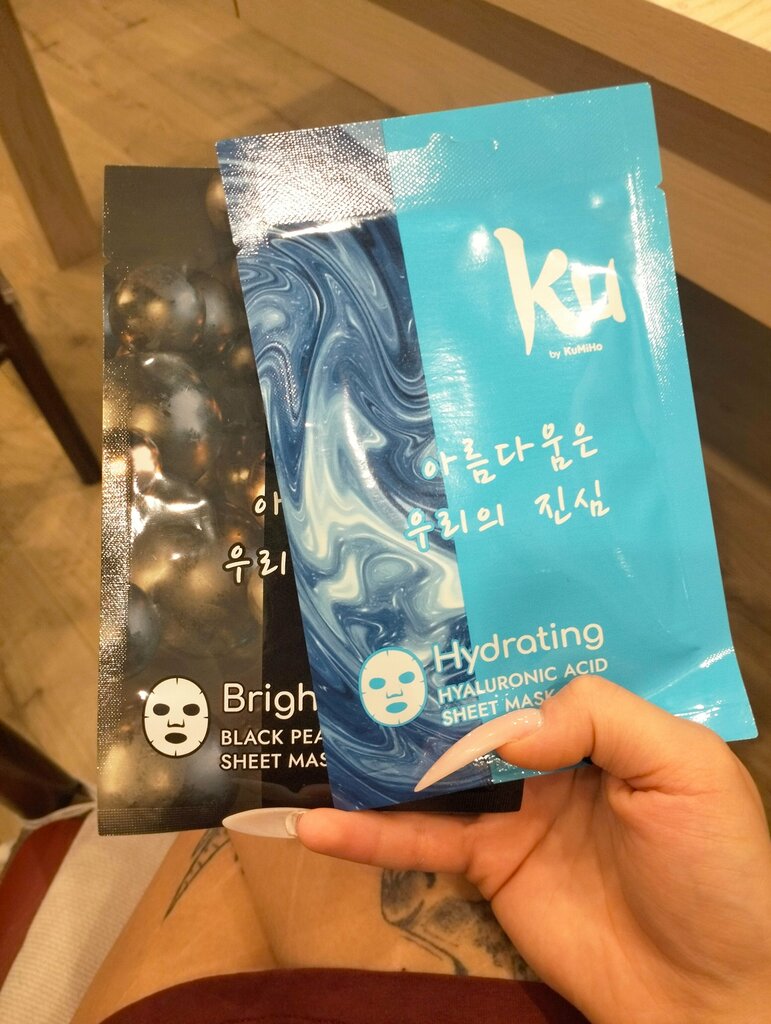 Ku
by KuMiHo
아름다움은
우리의 진심
Hydrating
HYALURONIC ACID
SHEET MASK
아
우리
Brigh
BLACK PEA
SHEET MAS